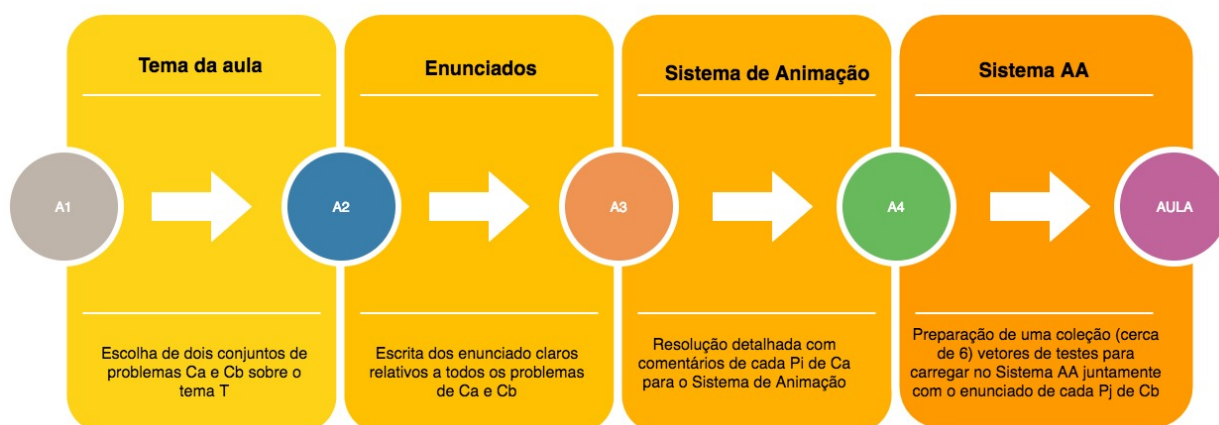 Tema da aula
Enunciados
Sistema de Animação
Sistema AA
A1
A2
A3
A4
AULA
Escolha de dois conjuntos de
problemas Ca e Cb sobre o
tema T
Escrita dos enunciado claros
relativos a todos os problemas
de Ca e Cb
Resolução detalhada com
comentários de cada Pi de Ca
para o Sistema de Animação
Preparação de uma coleção (cerca
de 6) vetores de testes para
carregar no Sistema AA juntamente
com o enunciado de cada Pj de Cb